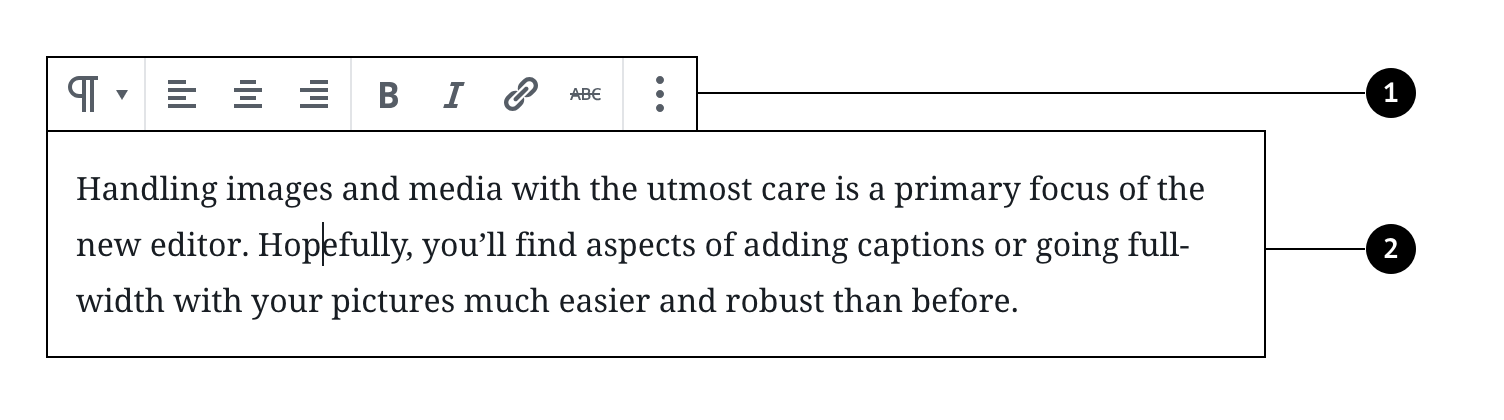 ¶ B I ABC
1
Handling images and media with the utmost care is a primary focus of the
new editor. Hopefully, you’ll find aspects of adding captions or going full-
width with your pictures much easier and robust than before.
2